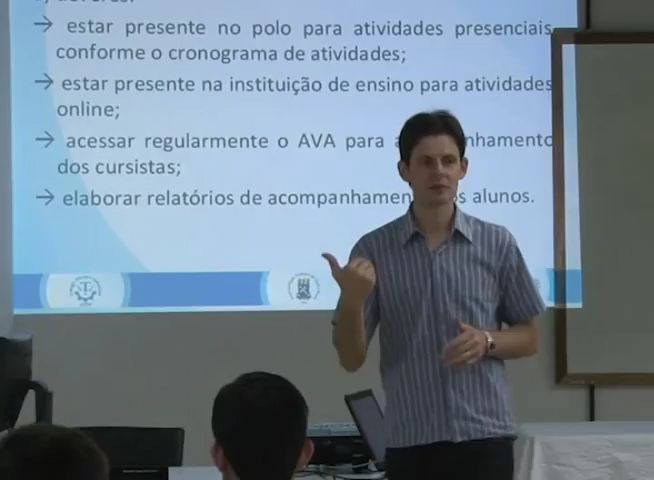 → estar presente no polo para atividades presenciais
conforme o cronograma de atividades;
→ estar presente na instituição de ensino para atividades
online;
→ acessar regularmente o AVA para
dos cursistas;
→ elaborar relatórios de alunos.